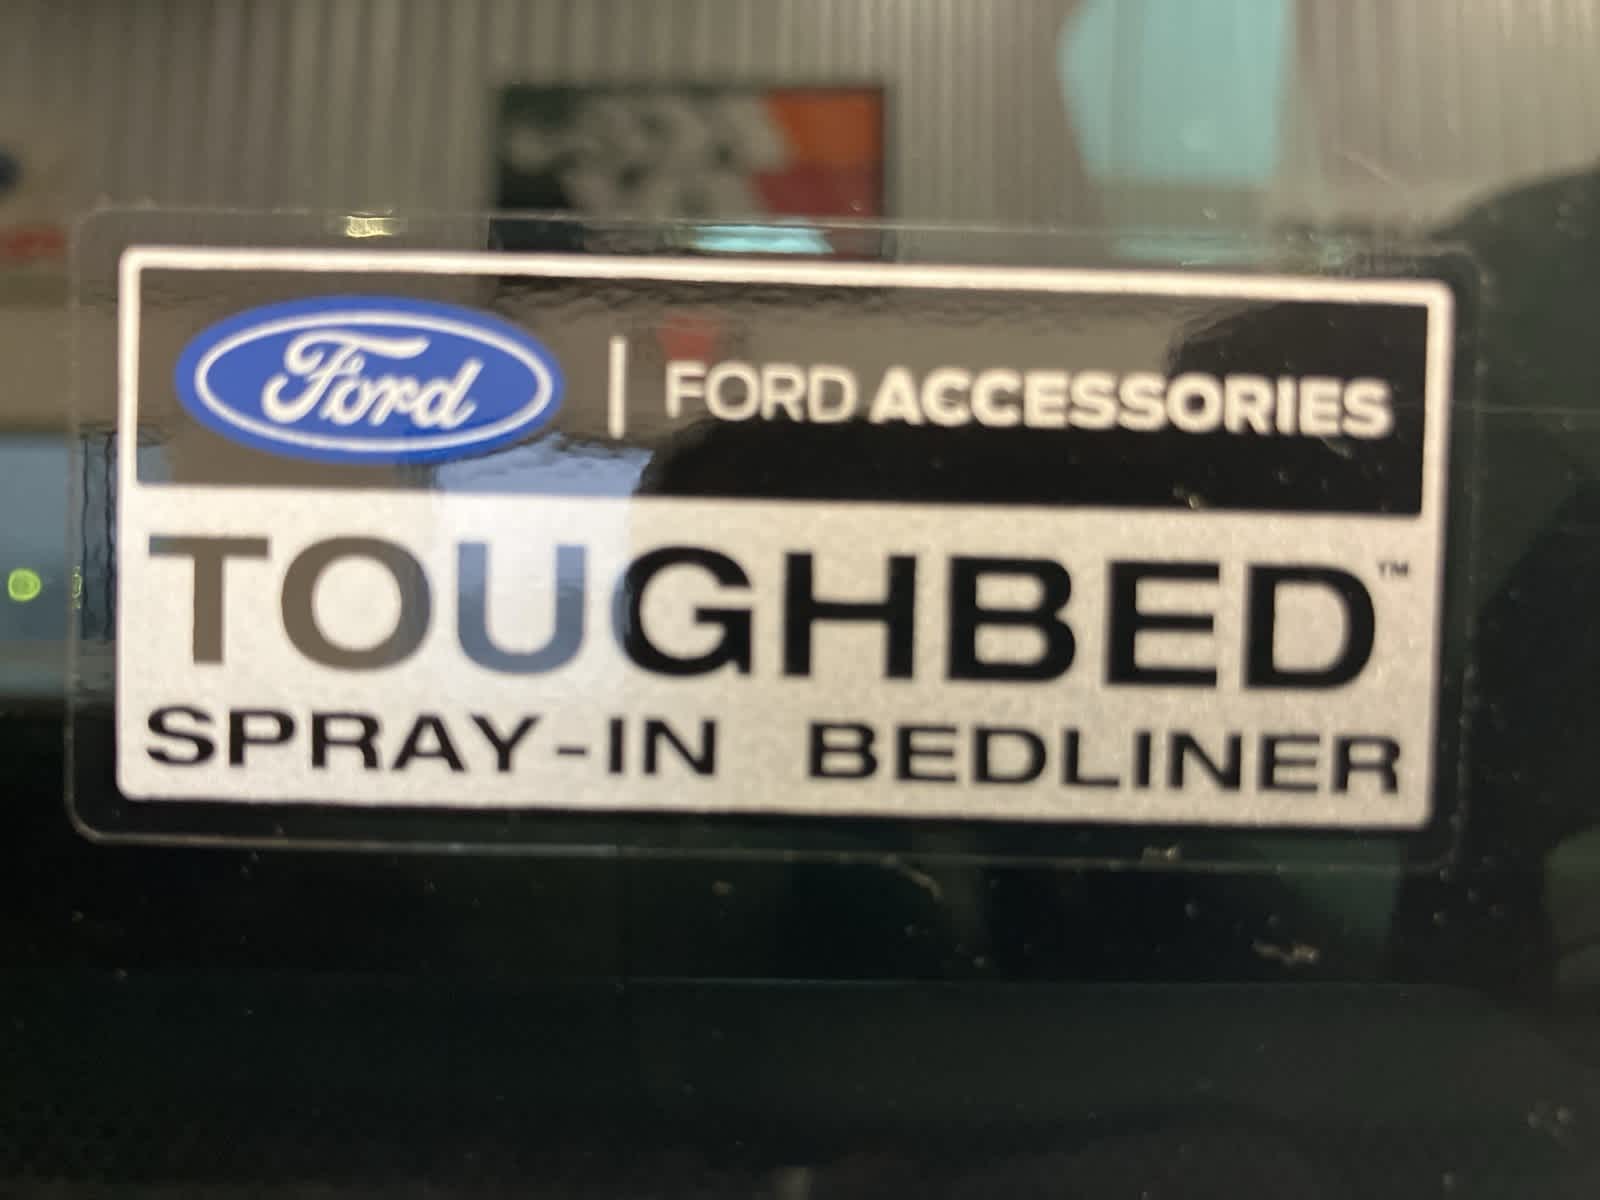 Ford | FORD ACCESSORIES
TOUGHBED™
SPRAY-IN BEDLINER